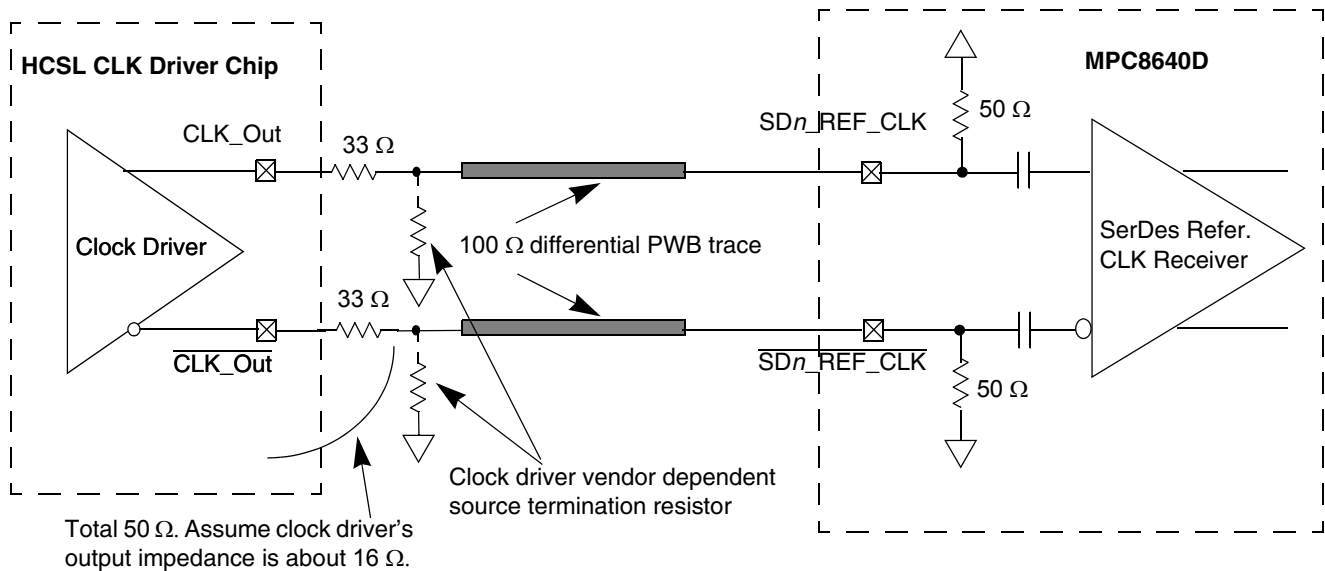 HCSL CLK Driver Chip
MPC8640D
CLK_Out
33 Ω
SDn_REF_CLK
50 Ω
Clock Driver
100 Ω differential PWB trace
SerDes Refer.
CLK Receiver
33 Ω
CLK_Out
SDn_REF_CLK
50 Ω
Clock driver vendor dependent
source termination resistor
Total 50 Ω. Assume clock driver's
output impedance is about 16 Ω.